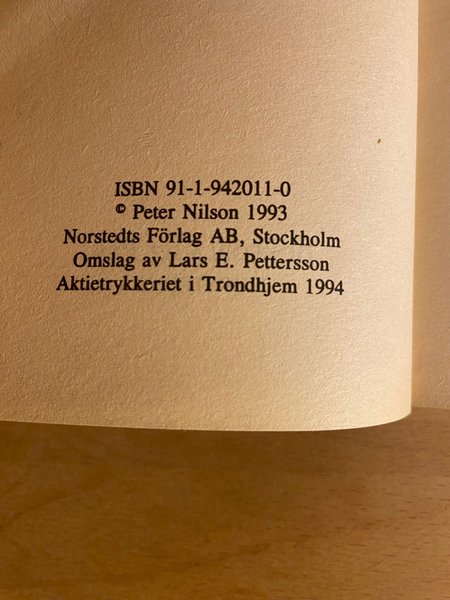 ISBN 91-1-942011-0
© Peter Nilson 1993
Norstedts Förlag AB, Stockholm
Omslag av Lars E. Pettersson
Aktietrykkeriet i Trondhjem 1994